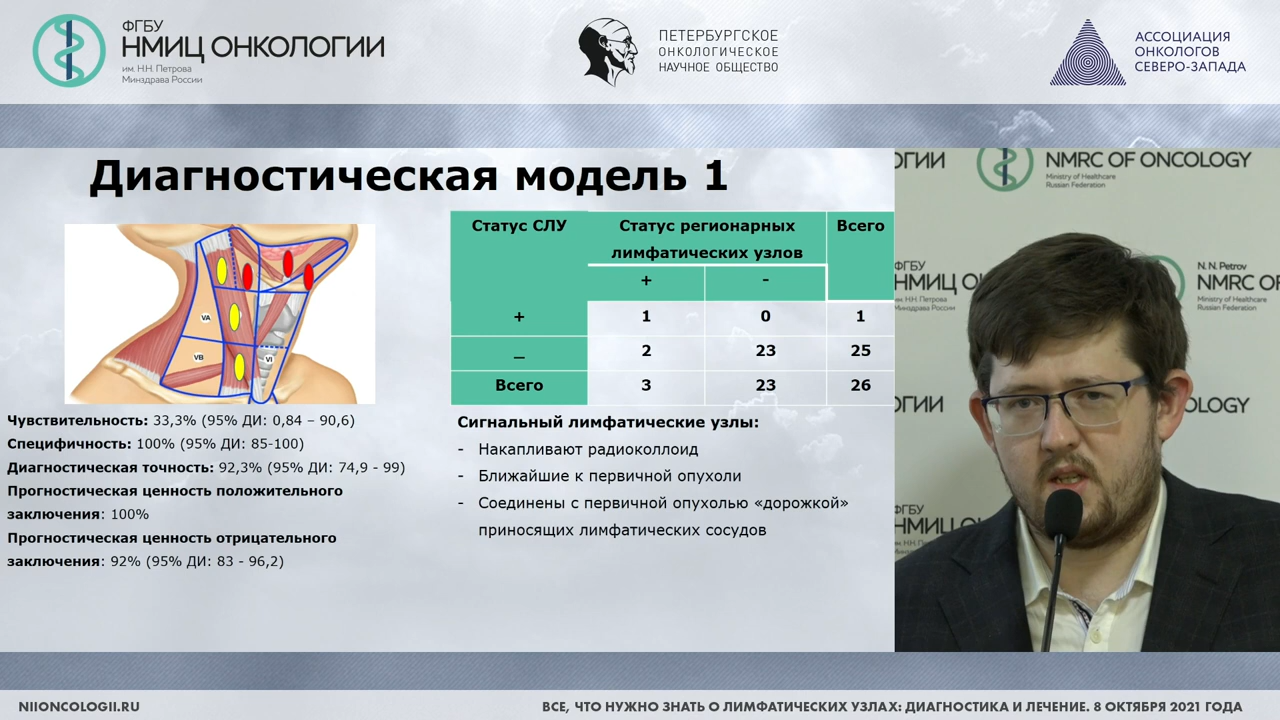 ФГБУ
НМИЦ ОНКОЛОГИИ
им. Н.Н. Петрова
Минздрава России
ПЕТЕРБУРГСКОЕ
ОНКОЛОГИЧЕСКОЕ
НАУЧНОЕ ОБЩЕСТВО
АССОЦИАЦИЯ
ОНКОЛОГОВ
СЕВЕРО-ЗАПАДА
Диагностическая модель 1
VA
VB
VI
Чувствительность: 33,3% (95% ДИ: 0,84 – 90,6)
Специфичность: 100% (95% ДИ: 85-100)
Диагностическая точность: 92,3% (95% ДИ: 74,9 - 99)
Прогностическая ценность положительного
заключения: 100%
Прогностическая ценность отрицательного
заключения: 92% (95% ДИ: 83 - 96,2)
Статус СЛУ Статус регионарных Всего
лимфатических узлов
+ -
+ 1 0 1
_ 2 23 25
Всего 3 23 26
Сигнальный лимфатические узлы:
- Накапливают радиоколлоид
- Ближайшие к первичной опухоли
- Соединены с первичной опухолью «дорожкой»
приносящих лимфатических сосудов
ОГИИ NMRC OF ONCOLOGY
Ministry of Healthcare
Russian Federation
ФГБУ
НМИЦ ОН
им. Н.Н. Петрова
N. N. Petrov
NMRC OF
Ministry of Healthcare
Russian Federation
ОГИИ OLOGY
ФГБУ
НМИЦ О
NIIONCOLOGII.RU
ВСЕ, ЧТО НУЖНО ЗНАТЬ О ЛИМФАТИЧЕСКИХ УЗЛАХ: ДИАГНОСТИКА И ЛЕЧЕНИЕ. 8 ОКТЯБРЯ 2021 ГОДА